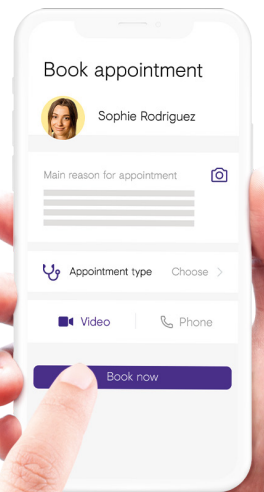 Book appointment
Sophie Rodriguez
Main reason for appointment
Appointment type Choose >
Video Phone
Book now